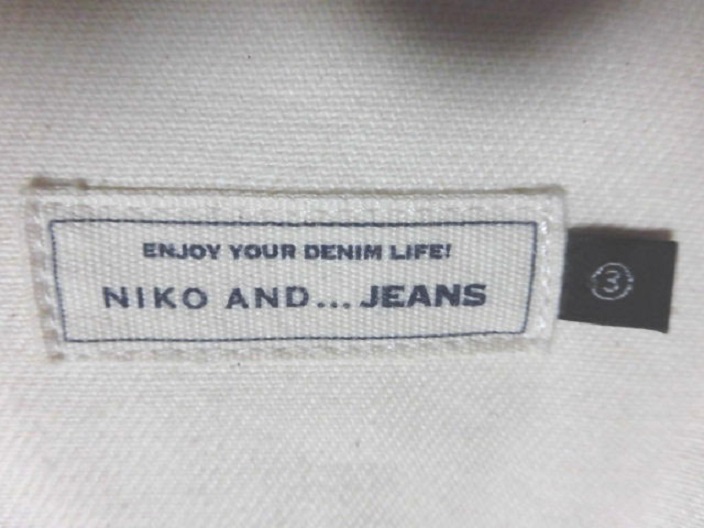 ENJOY YOUR DENIM LIFE!
NIKO AND...JEANS
3